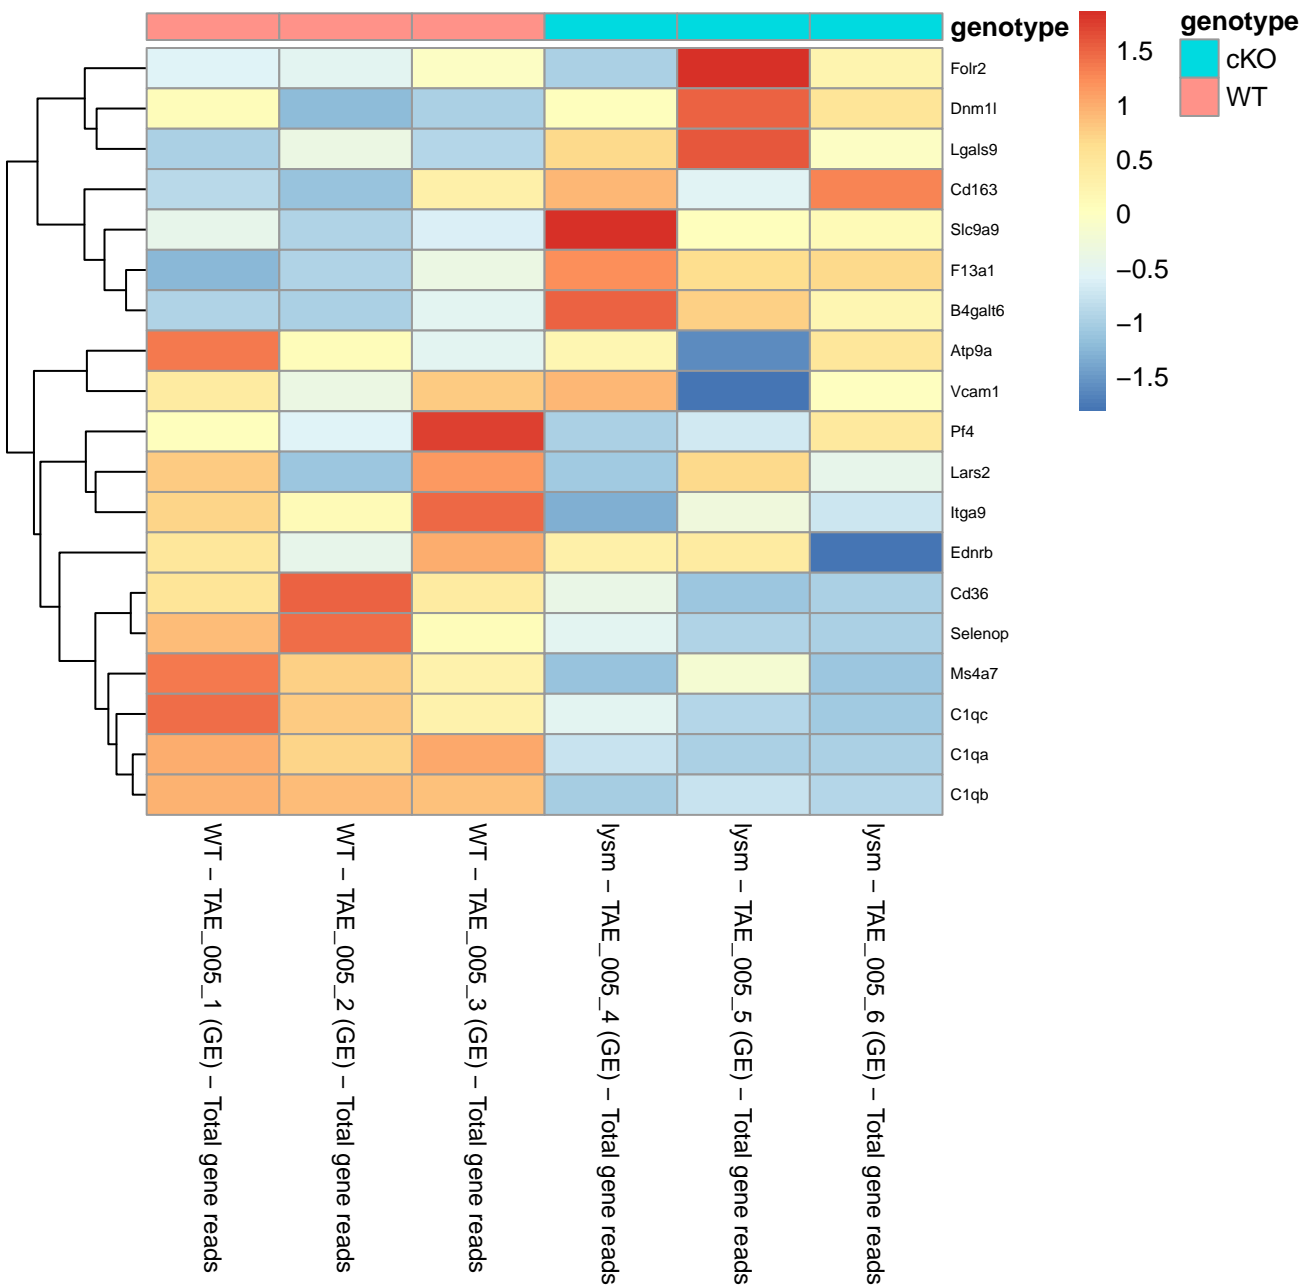 genotype
Folr2
Dnm1l
Lgals9
Cd163
Slc9a9
F13a1
B4galt6
Atp9a
Vcam1
Pf4
Lars2
Itga9
Ednrb
Cd36
Selenop
Ms4a7
C1qc
C1qa
C1qb
1.5
1
0.5
0
−0.5
−1
−1.5
genotype
cKO
WT
WT − TAE_005_1 (GE) − Total gene reads
WT − TAE_005_2 (GE) − Total gene reads
WT − TAE_005_3 (GE) − Total gene reads
lysm − TAE_005_4 (GE) − Total gene reads
lysm − TAE_005_5 (GE) − Total gene reads
lysm − TAE_005_6 (GE) − Total gene reads